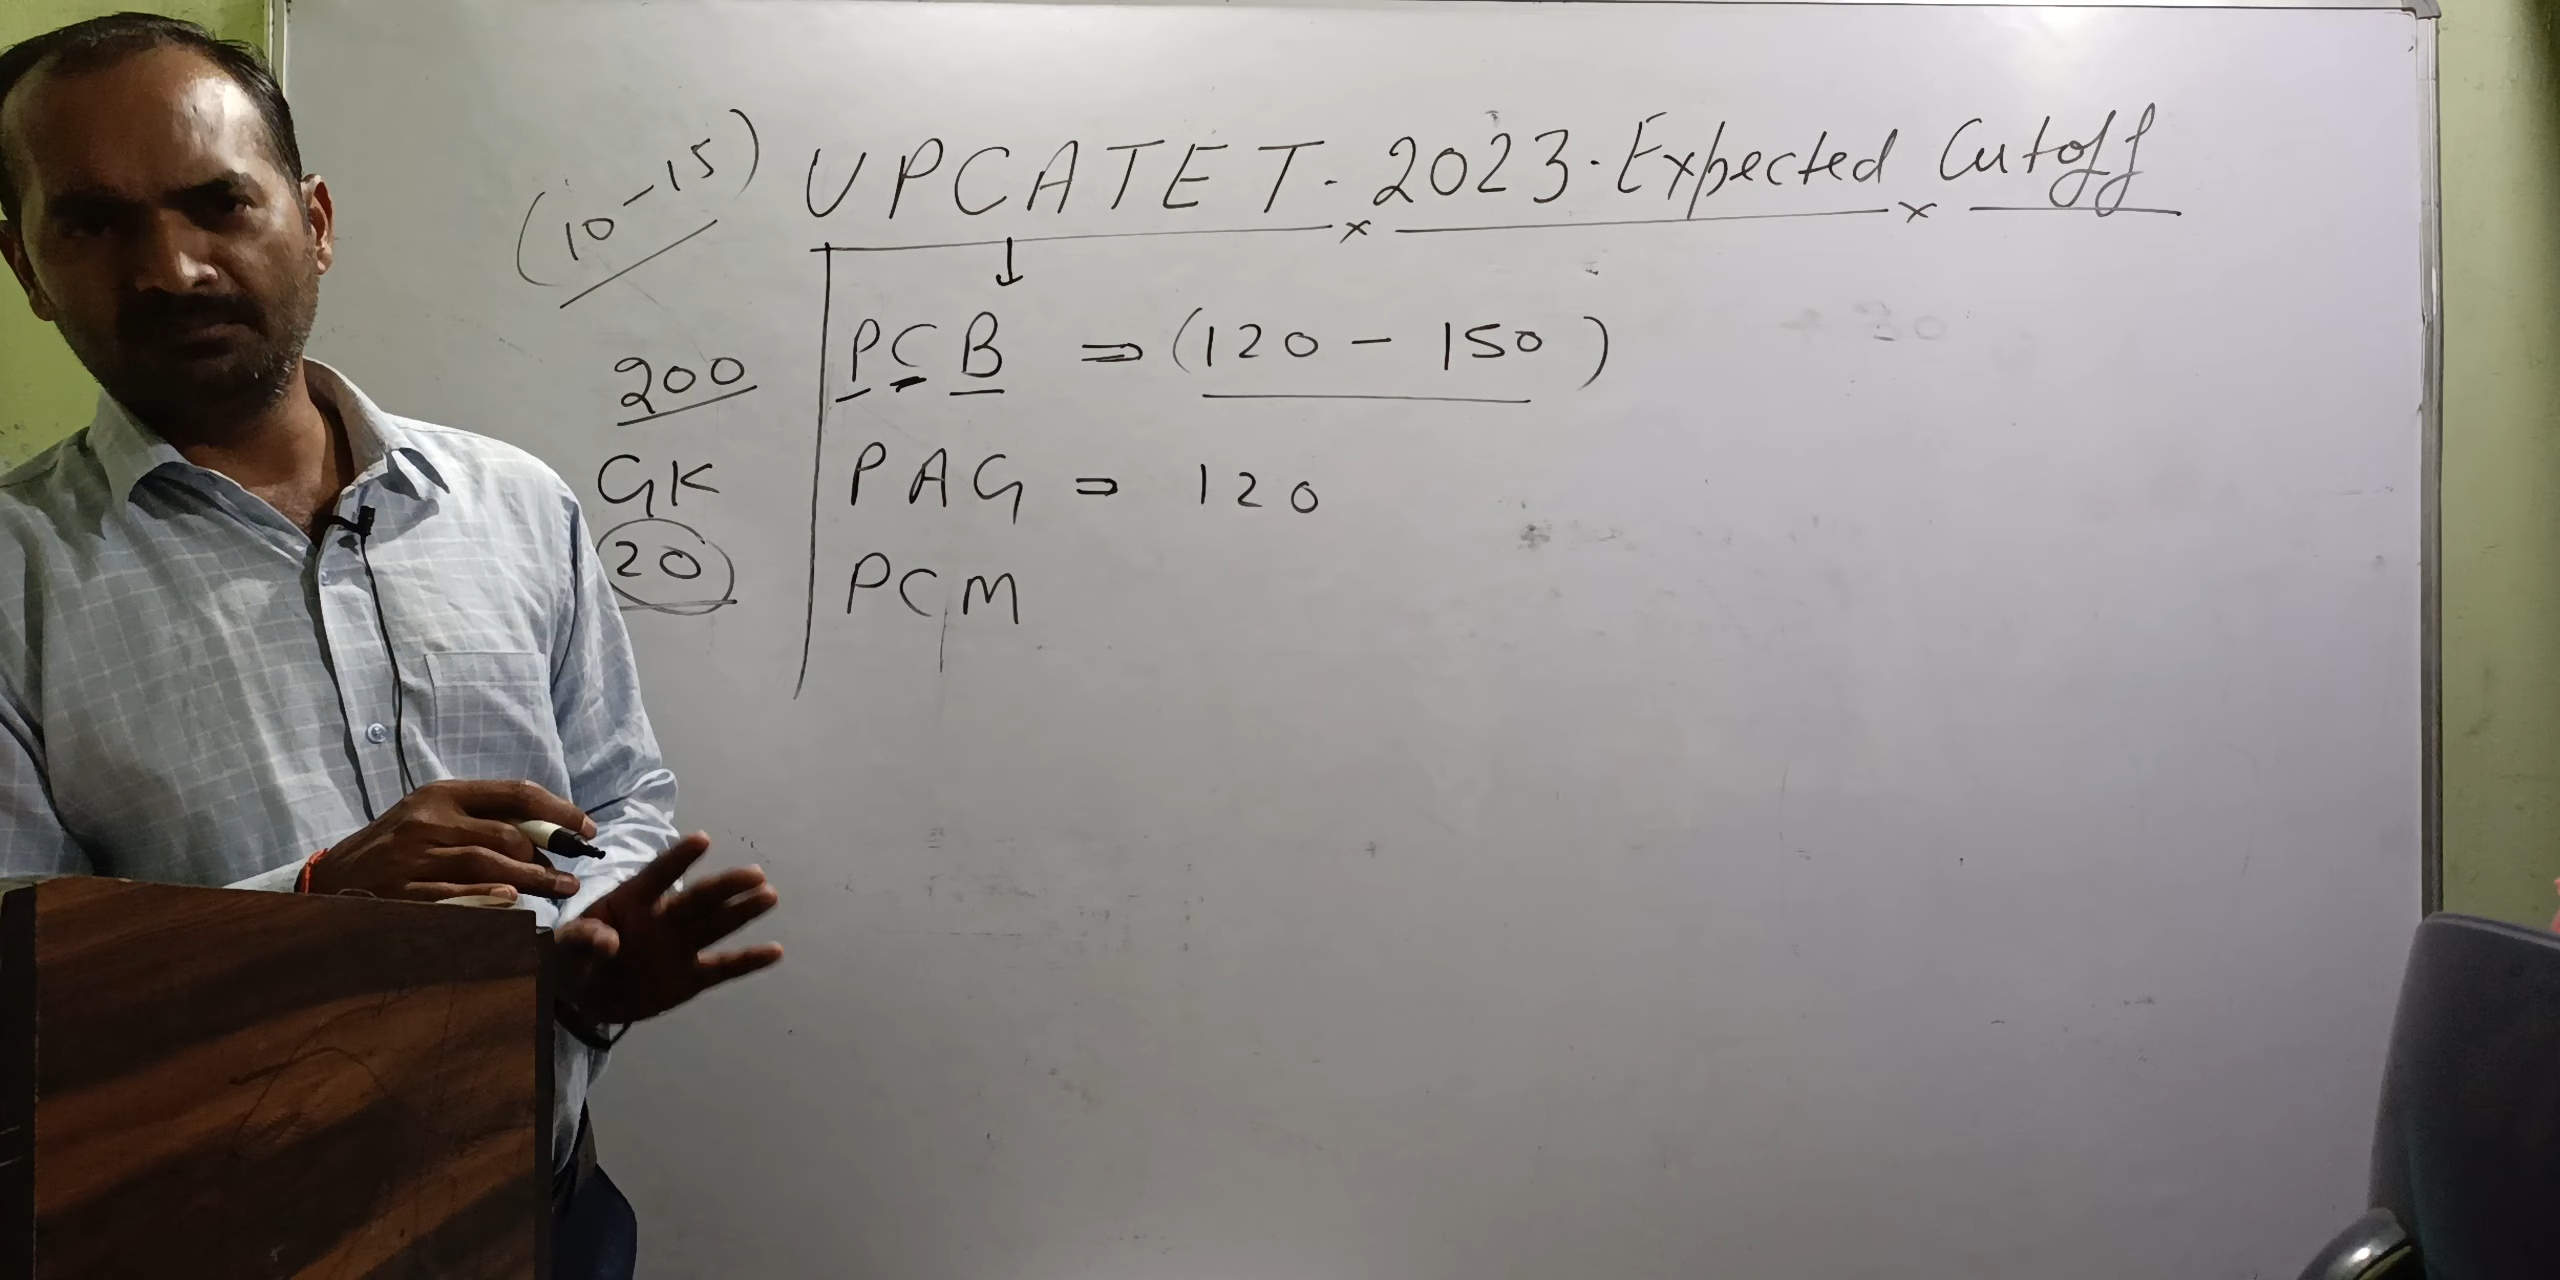 (10-15)
UPCATET. 2023. Expected Cutoff
200
PCB ⇒ (120 - 150)
GK
PAG = 120
20
PCM